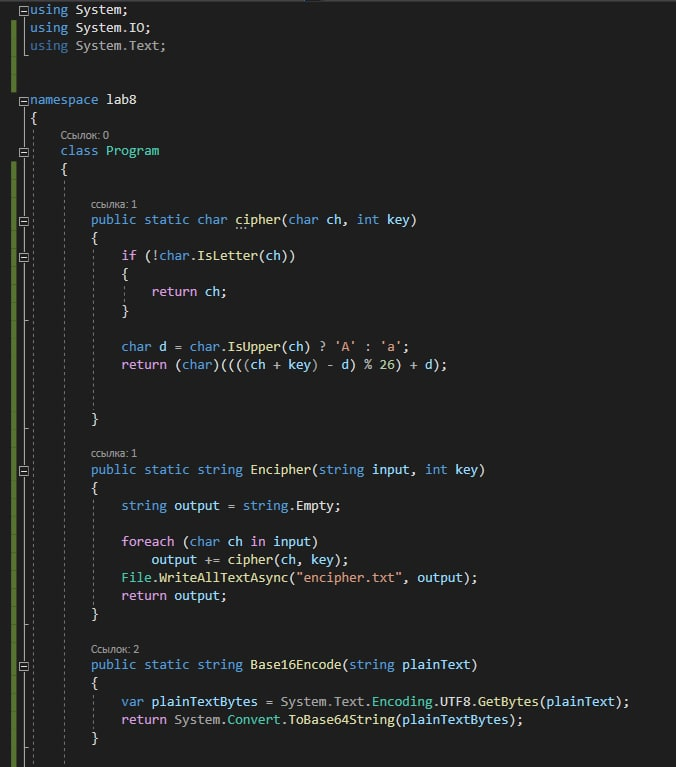 using System;
using System.IO;
using System.Text;
namespace lab8
{
Ссылок: 0
class Program
{
ссылка: 1
public static char cipher(char ch, int key)
{
if (!char.IsLetter(ch))
{
return ch;
}
char d = char.IsUpper(ch) ? 'A' : 'a';
return (char)((((ch + key) - d) % 26) + d);
}
ссылка: 1
public static string Encipher(string input, int key)
{
string output = string.Empty;
foreach (char ch in input)
output += cipher(ch, key);
File.WriteAllTextAsync("encipher.txt", output);
return output;
}
Ссылок: 2
public static string Base16Encode(string plainText)
{
var plainTextBytes = System.Text.Encoding.UTF8.GetBytes(plainText);
return System.Convert.ToBase64String(plainTextBytes);
}